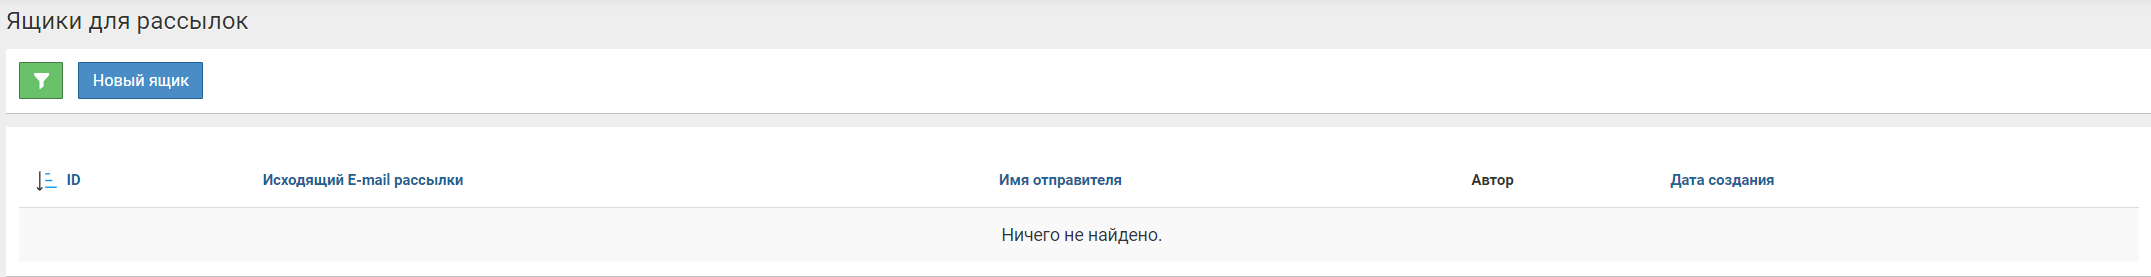 Ящики для рассылок
Новый ящик
ID Исходящий E-mail рассылки Имя отправителя Автор Дата создания
Ничего не найдено.